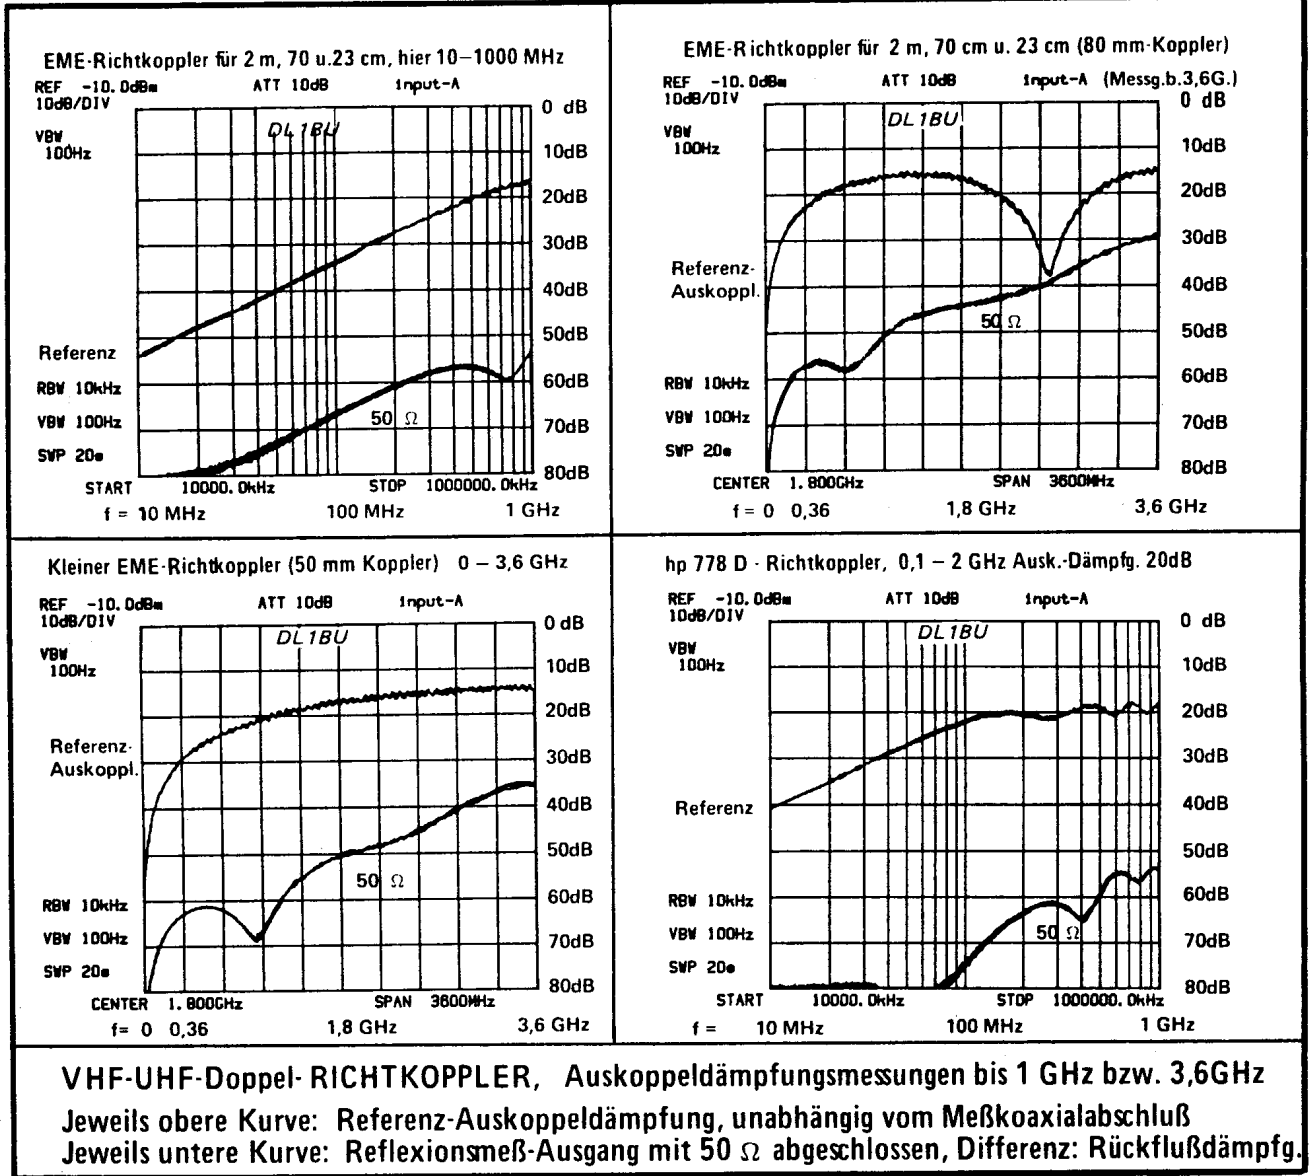 EME-Richtkoppler für 2 m, 70 u.23 cm, hier 10–1000 MHz
REF -10.0dBm ATT 10dB input-A
10dB/DIV
0 dB
DL1BU
VBW
100Hz
10dB
20dB
30dB
40dB
50dB
Referenz
60dB
RBW 10kHz
VBW 100Hz
50 Ω
70dB
SWP 20s
80dB
START 10000.0kHz STOP 1000000.0kHz
f = 10 MHz 100 MHz 1 GHz
EME-Richtkoppler für 2 m, 70 cm u. 23 cm (80 mm-Koppler)
REF -10.0dBm ATT 10dB input-A (Messg.b.3,6G.)
10dB/DIV
0 dB
DL1BU
VBW
100Hz
10dB
20dB
30dB
Referenz-
Auskoppl.
40dB
50 Ω
50dB
60dB
RBW 10kHz
VBW 100Hz
70dB
SWP 20s
80dB
CENTER 1.800GHz SPAN 3600MHz
f = 0 0,36 1,8 GHz 3,6 GHz
Kleiner EME-Richtkoppler (50 mm Koppler) 0 – 3,6 GHz
REF -10.0dBm ATT 10dB input-A
10dB/DIV
0 dB
DL1BU
VBW
100Hz
10dB
20dB
Referenz-
Auskoppl.
30dB
40dB
50dB
50 Ω
60dB
RBW 10kHz
VBW 100Hz
70dB
SWP 20s
80dB
CENTER 1.800GHz SPAN 3600MHz
f= 0 0,36 1,8 GHz 3,6 GHz
hp 778 D - Richtkoppler, 0,1 – 2 GHz Ausk.-Dämpfg. 20dB
REF -10.0dBm ATT 10dB input-A
10dB/DIV
0 dB
DL1BU
VBW
100Hz
10dB
20dB
30dB
Referenz
40dB
50dB
60dB
RBW 10kHz
VBW 100Hz
50 Ω
70dB
SWP 20s
80dB
START 10000.0kHz STOP 1000000.0kHz
f = 10 MHz 100 MHz 1 GHz
VHF-UHF-Doppel-RICHTKOPPLER, Auskoppeldämpfungsmessungen bis 1 GHz bzw. 3,6GHz
Jeweils obere Kurve: Referenz-Auskoppeldämpfung, unabhängig vom Meßkoaxialabschluß
Jeweils untere Kurve: Reflexionsmeß-Ausgang mit 50 Ω abgeschlossen, Differenz: Rückflußdämpfg.